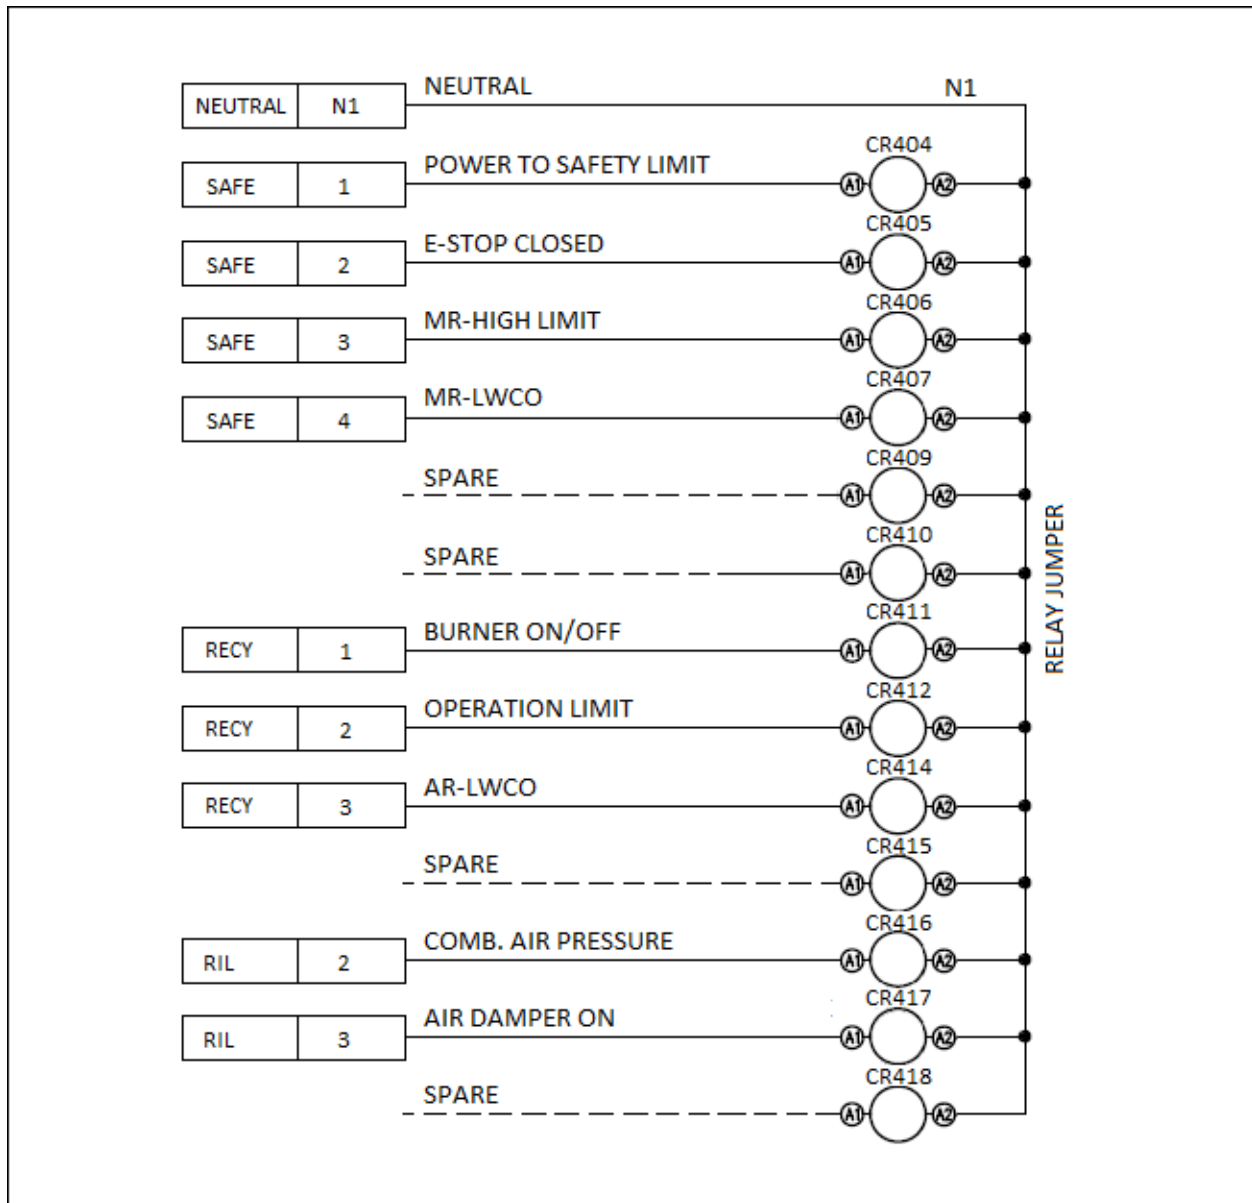 NEUTRAL N1 NEUTRAL N1
CR404
SAFE 1 POWER TO SAFETY LIMIT A1 A2
CR405
SAFE 2 E-STOP CLOSED A1 A2
CR406
SAFE 3 MR-HIGH LIMIT A1 A2
CR407
SAFE 4 MR-LWCO A1 A2
CR409
SPARE A1 A2
CR410
SPARE A1 A2
RELAY JUMPER
CR411
RECY 1 BURNER ON/OFF A1 A2
CR412
RECY 2 OPERATION LIMIT A1 A2
CR414
RECY 3 AR-LWCO A1 A2
CR415
SPARE A1 A2
CR416
RIL 2 COMB. AIR PRESSURE A1 A2
CR417
RIL 3 AIR DAMPER ON A1 A2
CR418
SPARE A1 A2